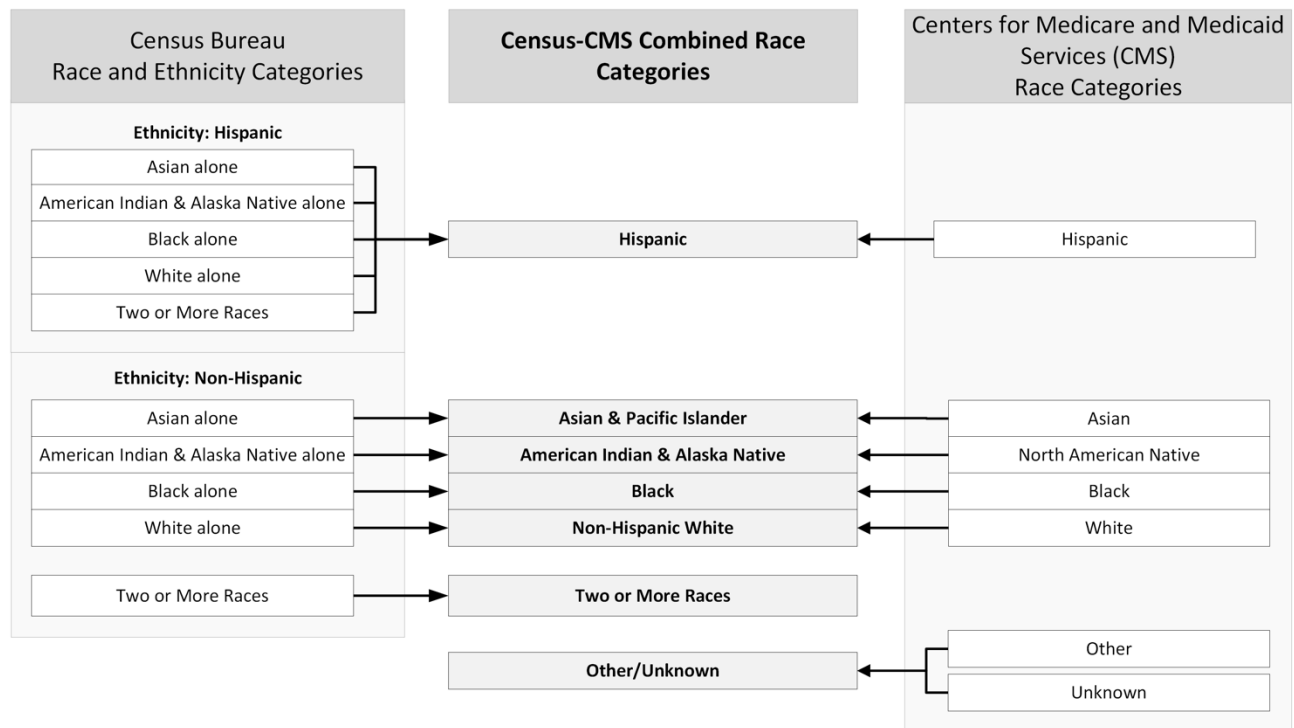 Census Bureau
Race and Ethnicity Categories
Ethnicity: Hispanic
Asian alone
American Indian & Alaska Native alone
Black alone
White alone
Two or More Races
Ethnicity: Non-Hispanic
Asian alone
American Indian & Alaska Native alone
Black alone
White alone
Two or More Races
Census-CMS Combined Race
Categories
Hispanic
Asian & Pacific Islander
American Indian & Alaska Native
Black
Non-Hispanic White
Two or More Races
Other/Unknown
Centers for Medicare and Medicaid
Services (CMS)
Race Categories
Hispanic
Asian
North American Native
Black
White
Other
Unknown